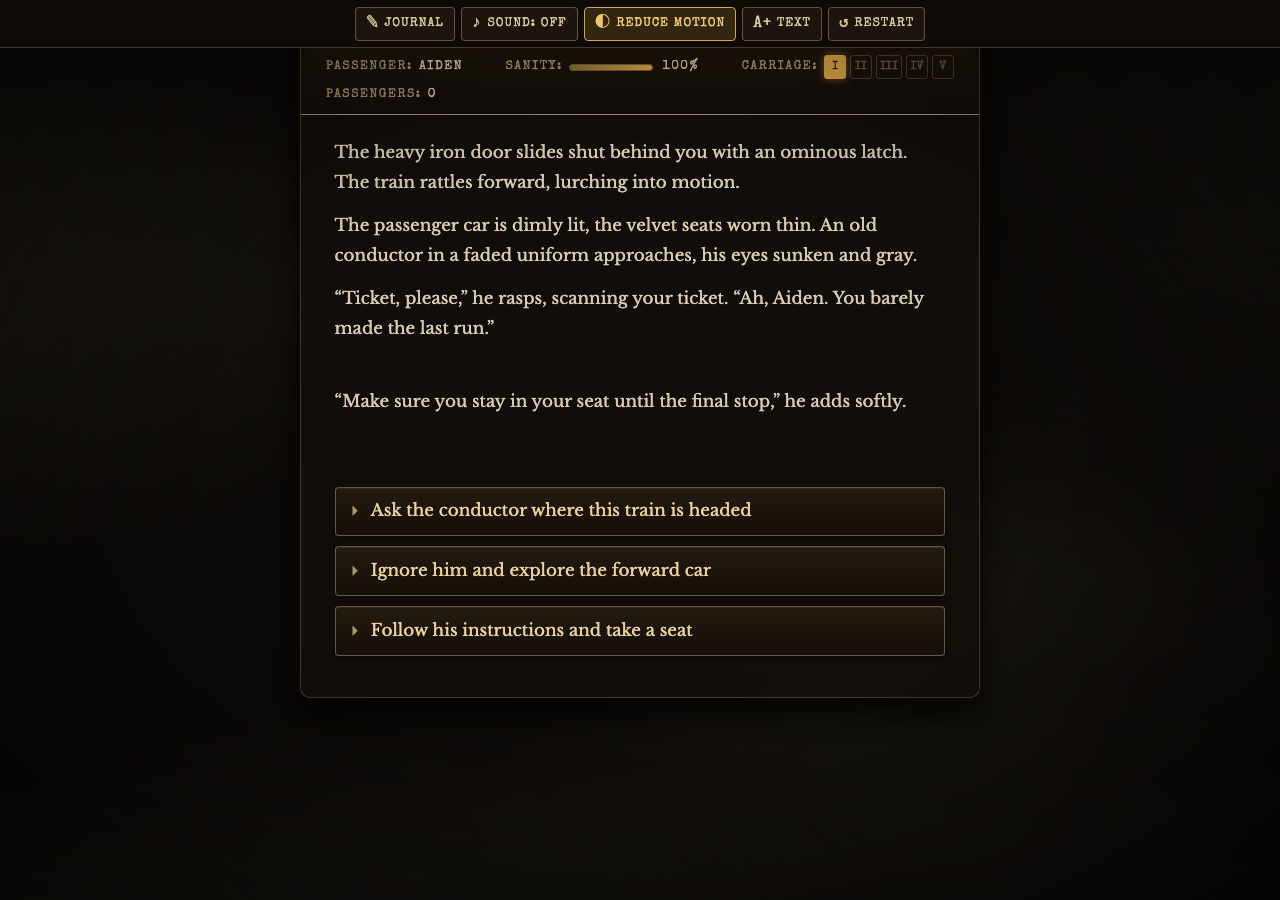 ✎ JOURNAL ♪ SOUND: OFF ◐ REDUCE MOTION A+ TEXT ↺ RESTART
PASSENGER: AIDEN SANITY: 100% CARRIAGE: I II III IV V
PASSENGERS: 0
The heavy iron door slides shut behind you with an ominous latch.
The train rattles forward, lurching into motion.
The passenger car is dimly lit, the velvet seats worn thin. An old
conductor in a faded uniform approaches, his eyes sunken and gray.
“Ticket, please,” he rasps, scanning your ticket. “Ah, Aiden. You barely
made the last run.”
“Make sure you stay in your seat until the final stop,” he adds softly.
Ask the conductor where this train is headed
Ignore him and explore the forward car
Follow his instructions and take a seat